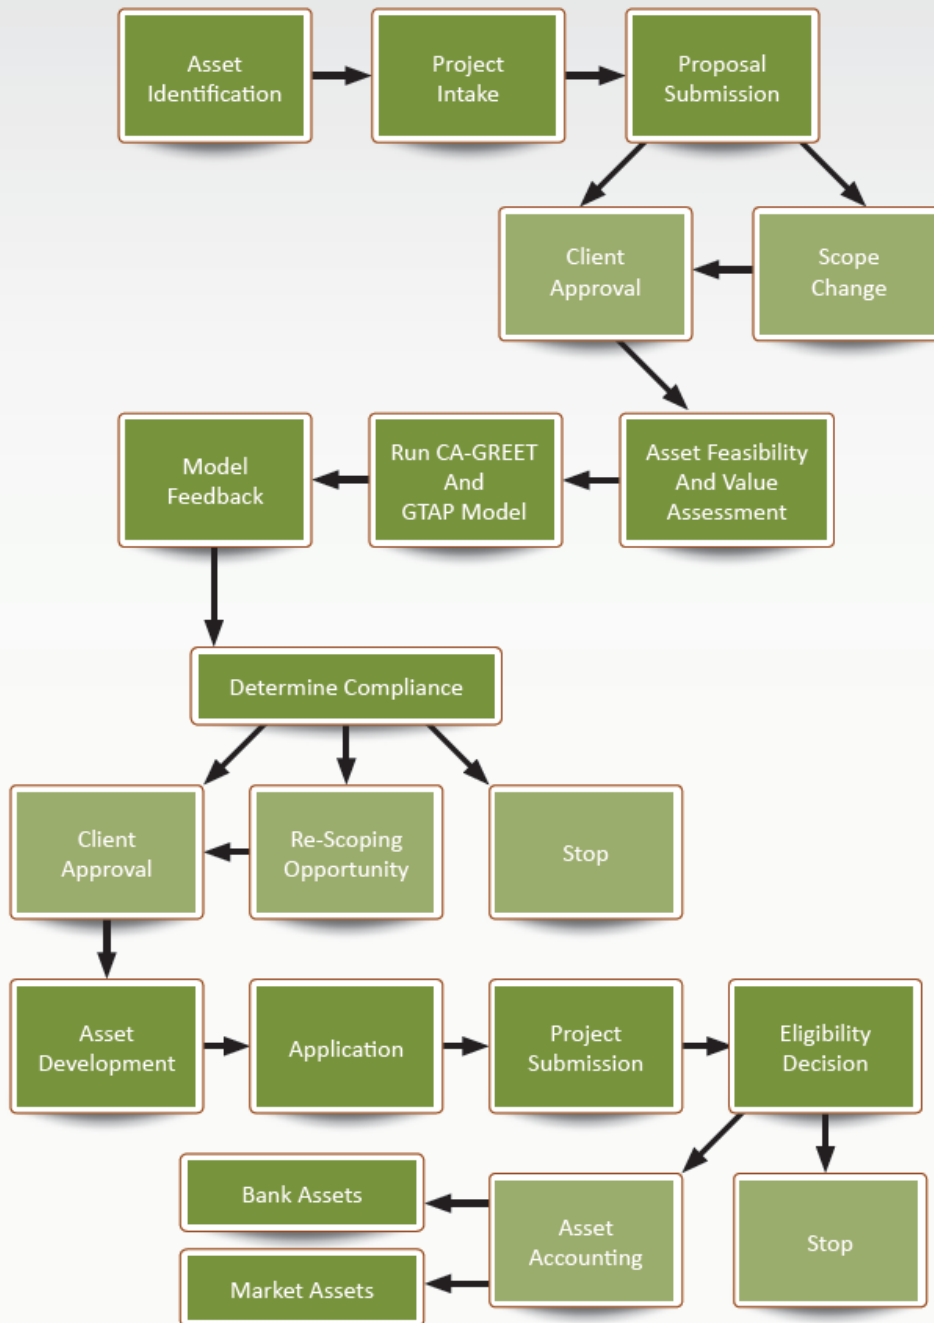 Asset
Identification
Project
Intake
Proposal
Submission
Client
Approval
Scope
Change
Model
Feedback
Run CA-GREET
And
GTAP Model
Asset Feasibility
And Value
Assessment
Determine Compliance
Client
Approval
Re-Scoping
Opportunity
Stop
Asset
Development
Application
Project
Submission
Eligibility
Decision
Bank Assets
Market Assets
Asset
Accounting
Stop